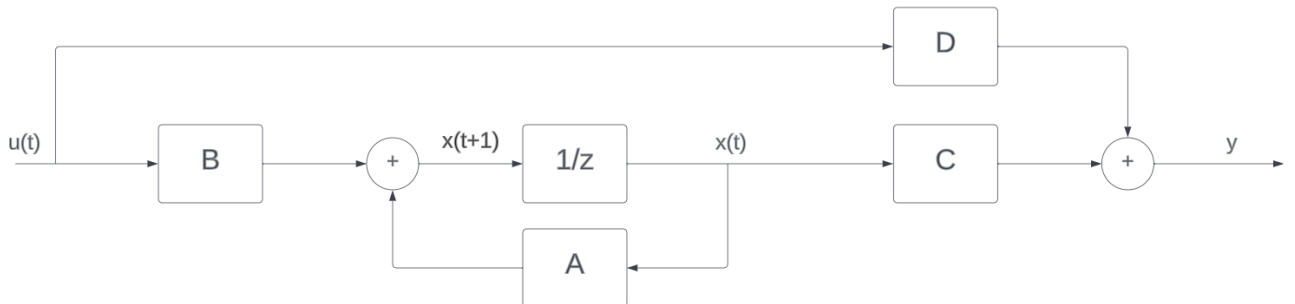 D
u(t)
B
+
x(t+1)
1/z
x(t)
C
+
y
A